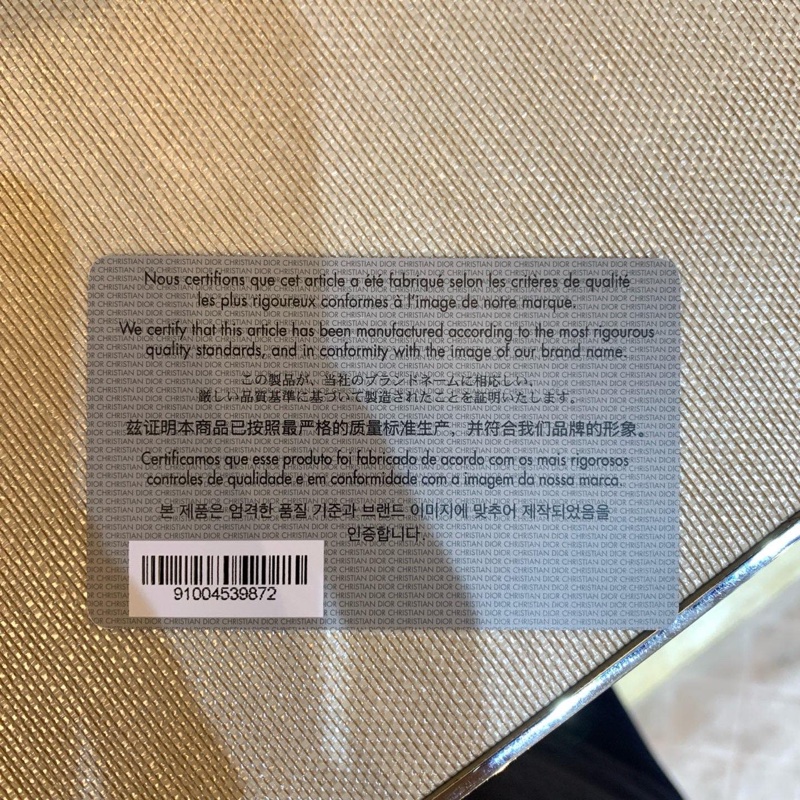 Nous certifions que cet article a été fabriqué selon les critères de qualité
les plus rigoureux conformes à l'image de notre marque.
We certify that this article has been manufactured according to the most rigourous
quality standards, and in conformity with the image of our brand name.
この製品が、当社のブランドネームに相応しい、
厳しい品質基準に基づいて製造されたことを証明いたします。
兹证明本商品已按照最严格的质量标准生产，并符合我们品牌的形象。
Certificamos que esse produto foi fabricado de acordo com os mais rigorosos
controles de qualidade e em conformidade com a imagem da nossa marca.
본 제품은 엄격한 품질 기준과 브랜드 이미지에 맞추어 제작되었음을
인증합니다.
91004539872